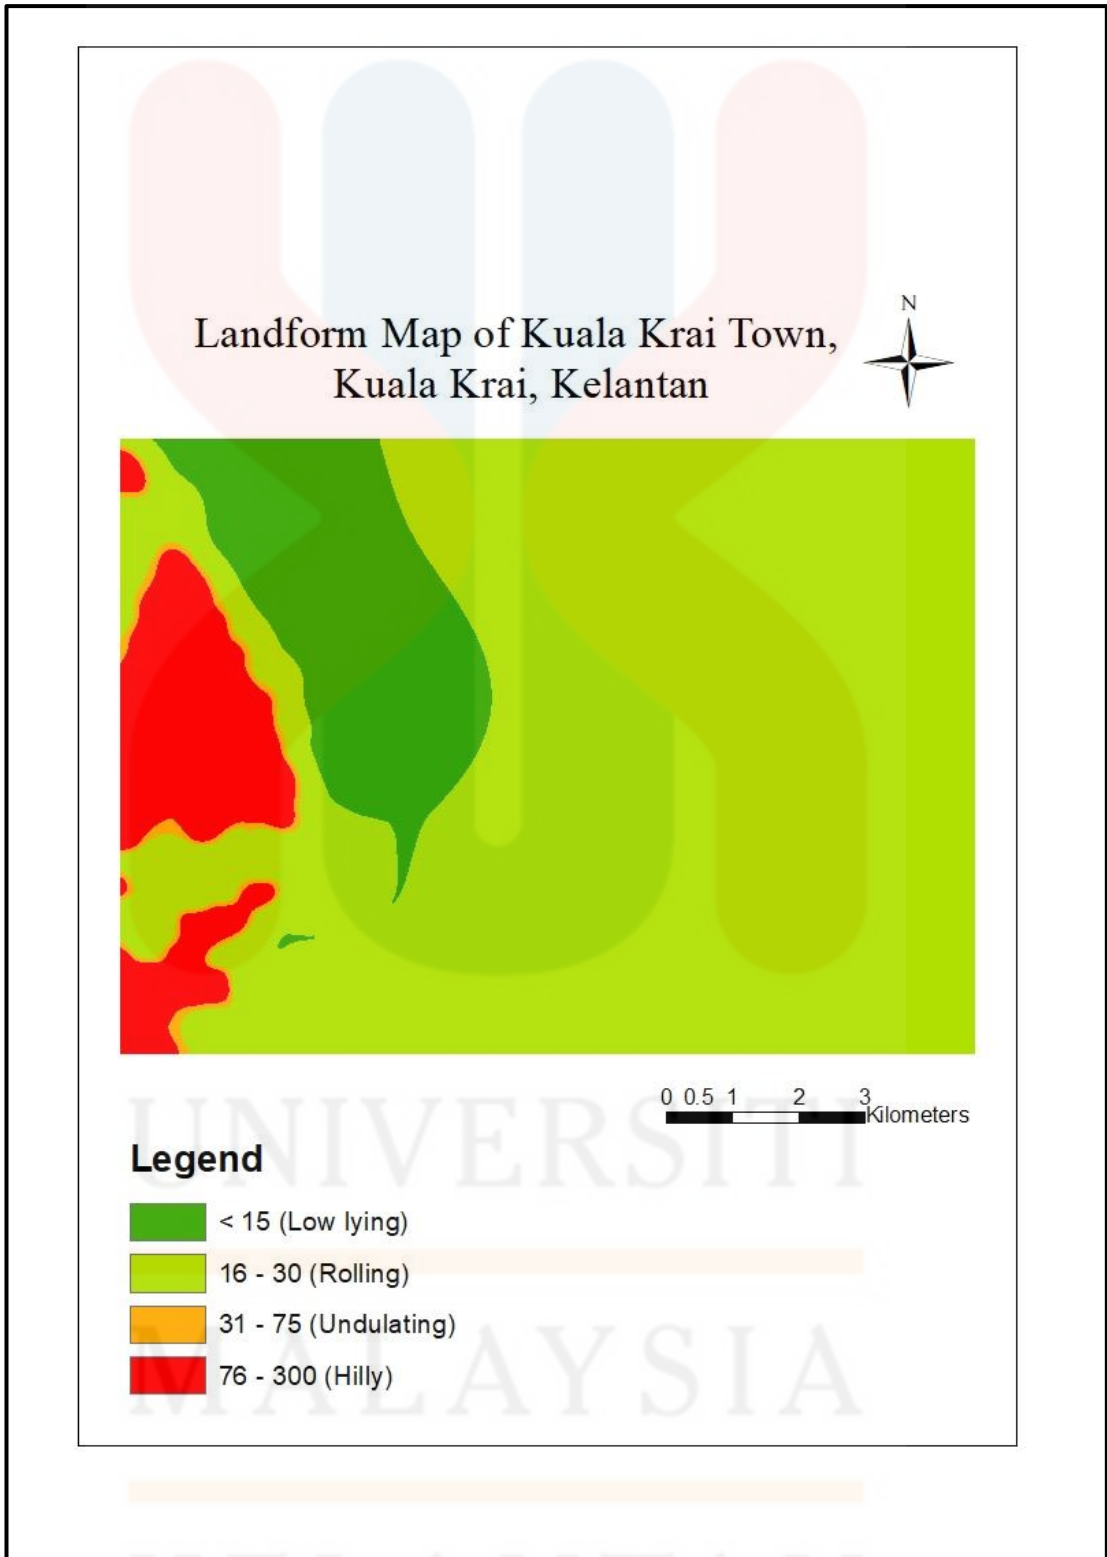 N
Landform Map of Kuala Krai Town,
Kuala Krai, Kelantan
0 0.5 1 2 3
Kilometers
UNIVERSITI
Legend
< 15 (Low lying)
16 - 30 (Rolling)
31 - 75 (Undulating)
MALAYSIA
76 - 300 (Hilly)